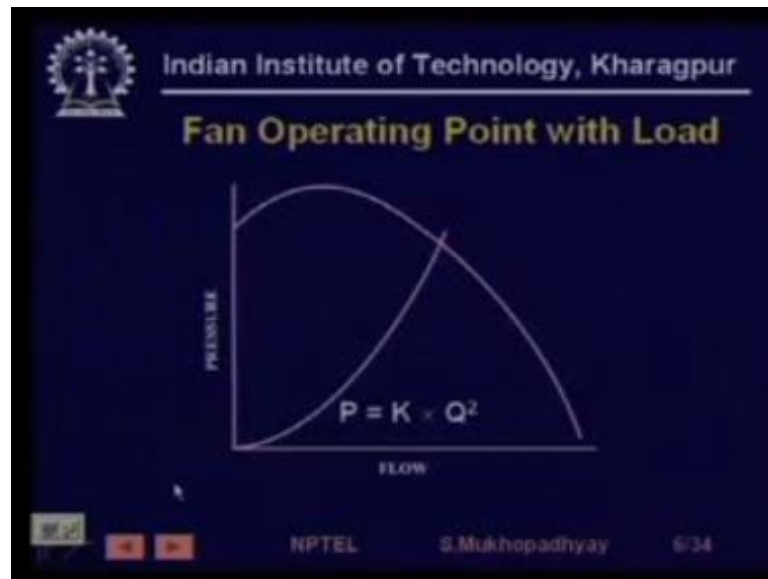 Indian Institute of Technology, Kharagpur
Fan Operating Point with Load
PRESSURE
P = K × Q²
FLOW
NPTEL S.Mukhopadhyay 6/34